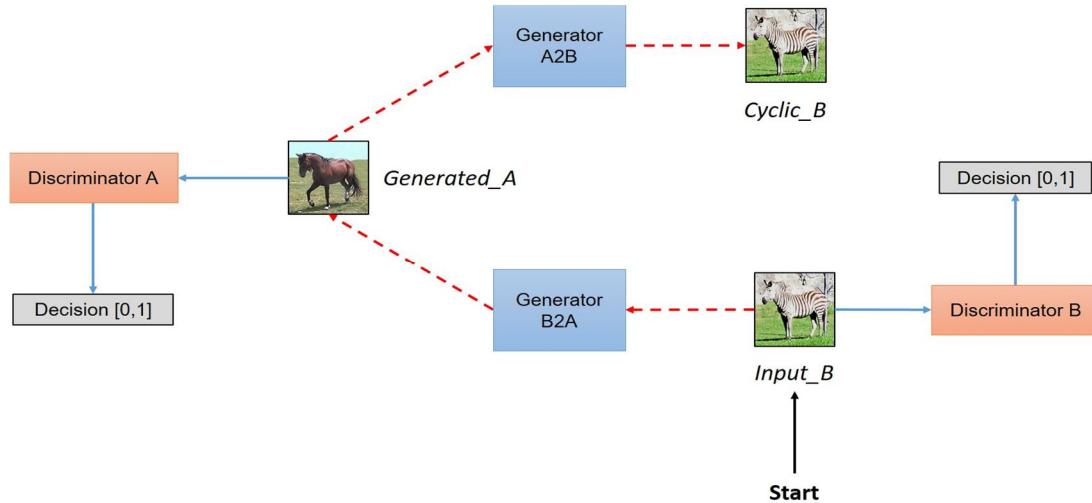 Generator
A2B
Cyclic_B
Discriminator A
Generated_A
Decision [0,1]
Decision [0,1]
Generator
B2A
Discriminator B
Input_B
Start